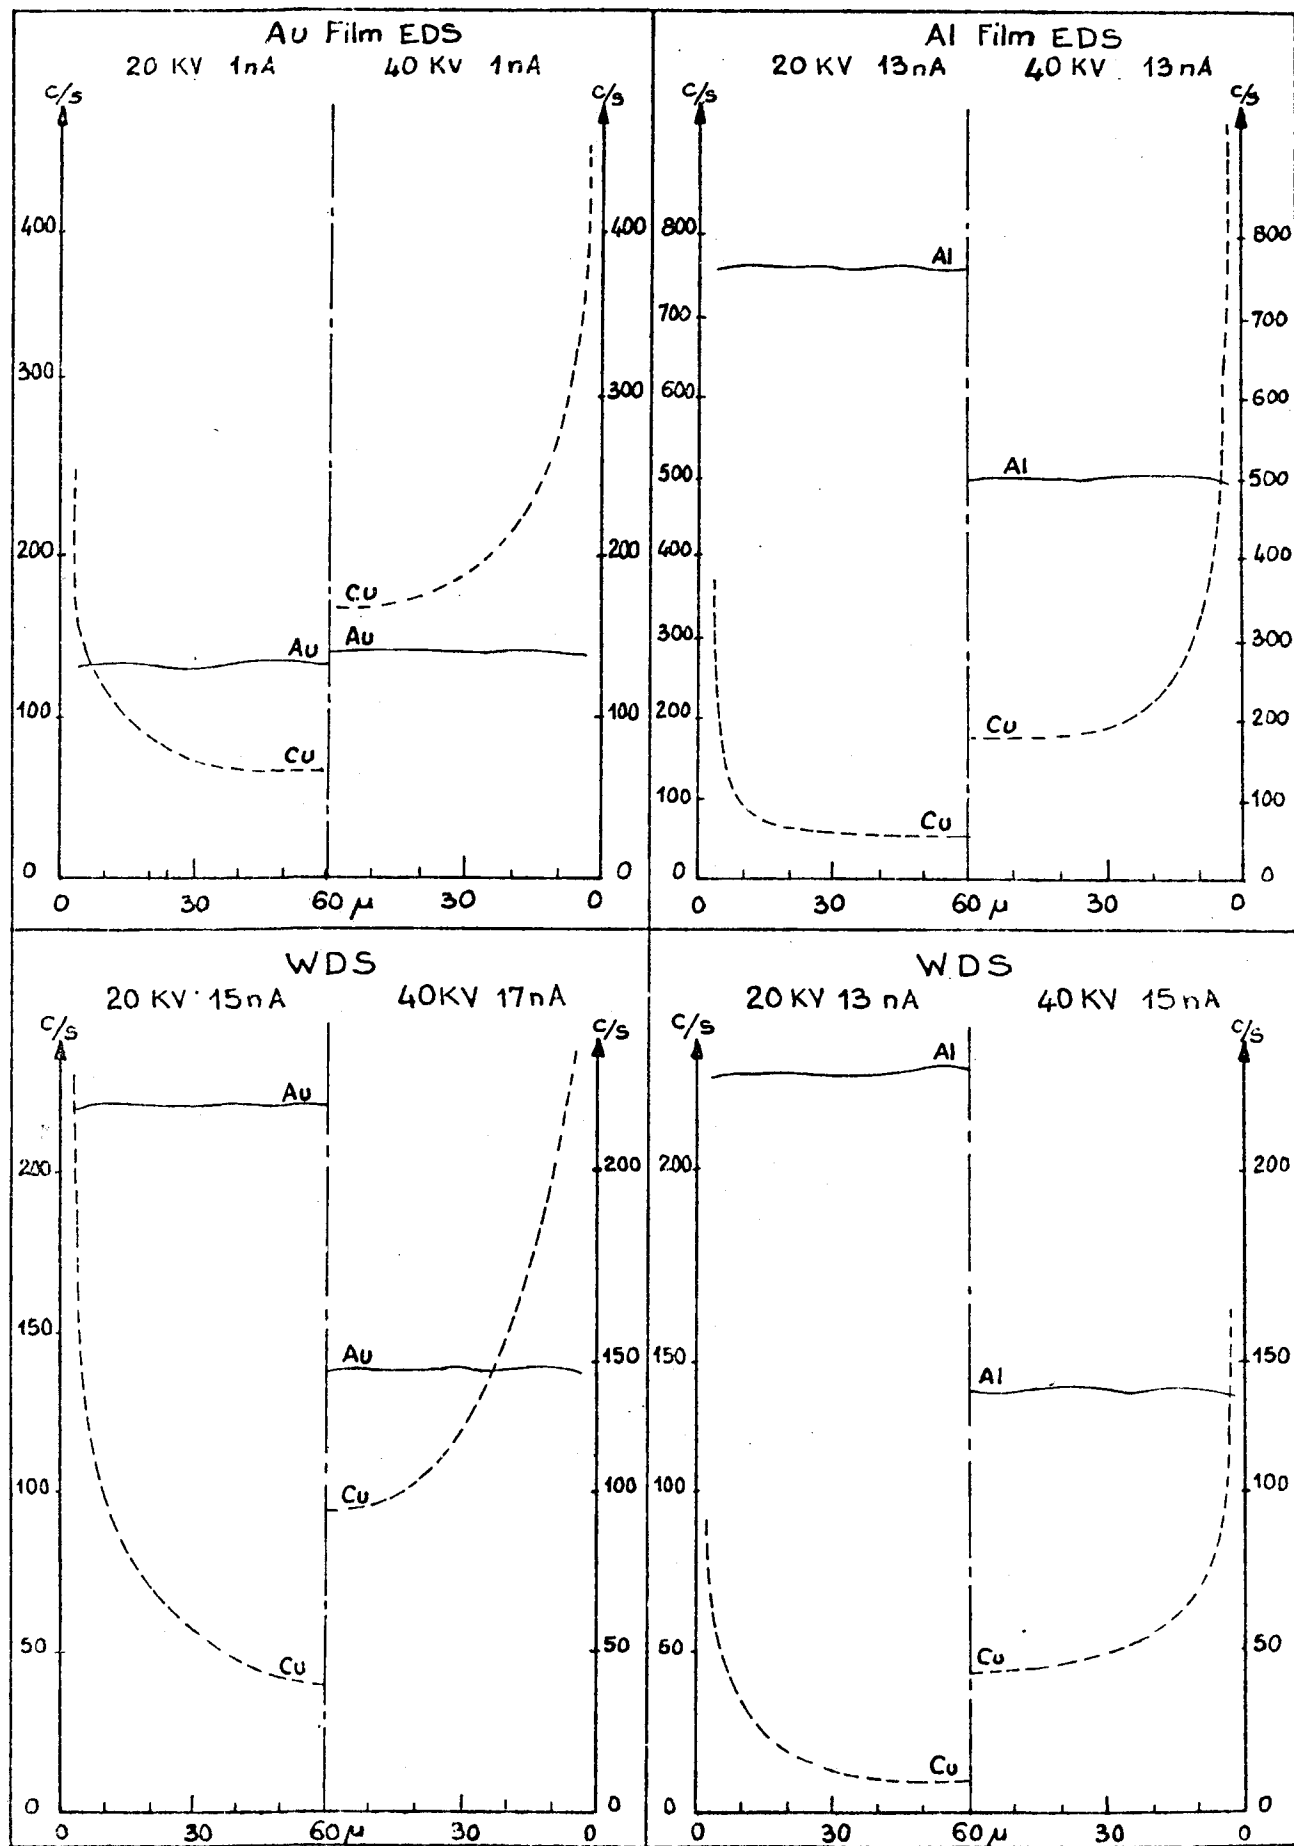 Au Film EDS
20 KV 1nA 40 KV 1nA
c/s c/s
400 400
300 300
200 200
Cu
Au Au
100 100
Cu
0 0
0 30 60 μ 30 0
Al Film EDS
20 KV 13nA 40 KV 13nA
c/s c/s
800 800
Al
700 700
600 600
Al
500 500
400 400
300 300
200 Cu 200
100 100
Cu
0 0
0 30 60 μ 30 0
WDS
20 KV 15nA 40KV 17nA
c/s c/s
Au
200 200
150 Au 150
100 Cu 100
50 50
Cu
0 0
0 30 60 μ 30 0
WDS
20 KV 13 nA 40 KV 15nA
c/s c/s
Al
200 200
150 150
Al
100 100
50 Cu 50
Cu
0 0
0 30 60 μ 30 0